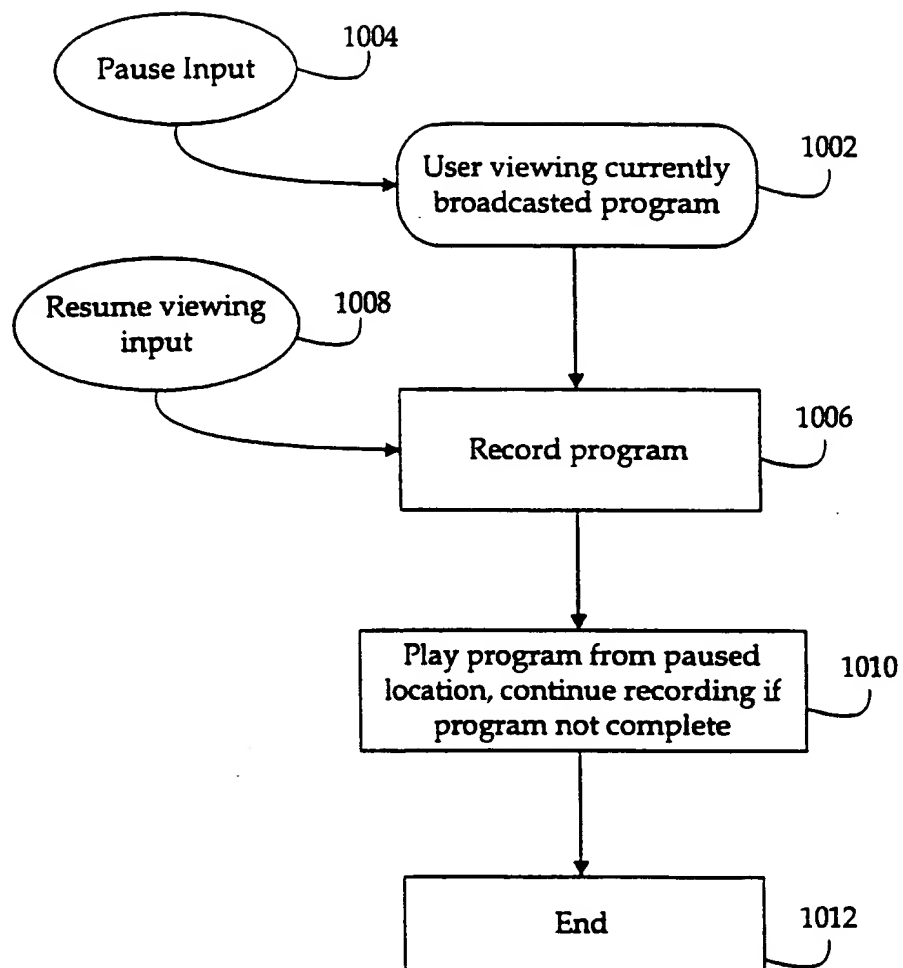 1004
Pause Input
1002
User viewing currently
broadcasted program
1008
Resume viewing
input
1006
Record program
1010
Play program from paused
location, continue recording if
program not complete
End
1012